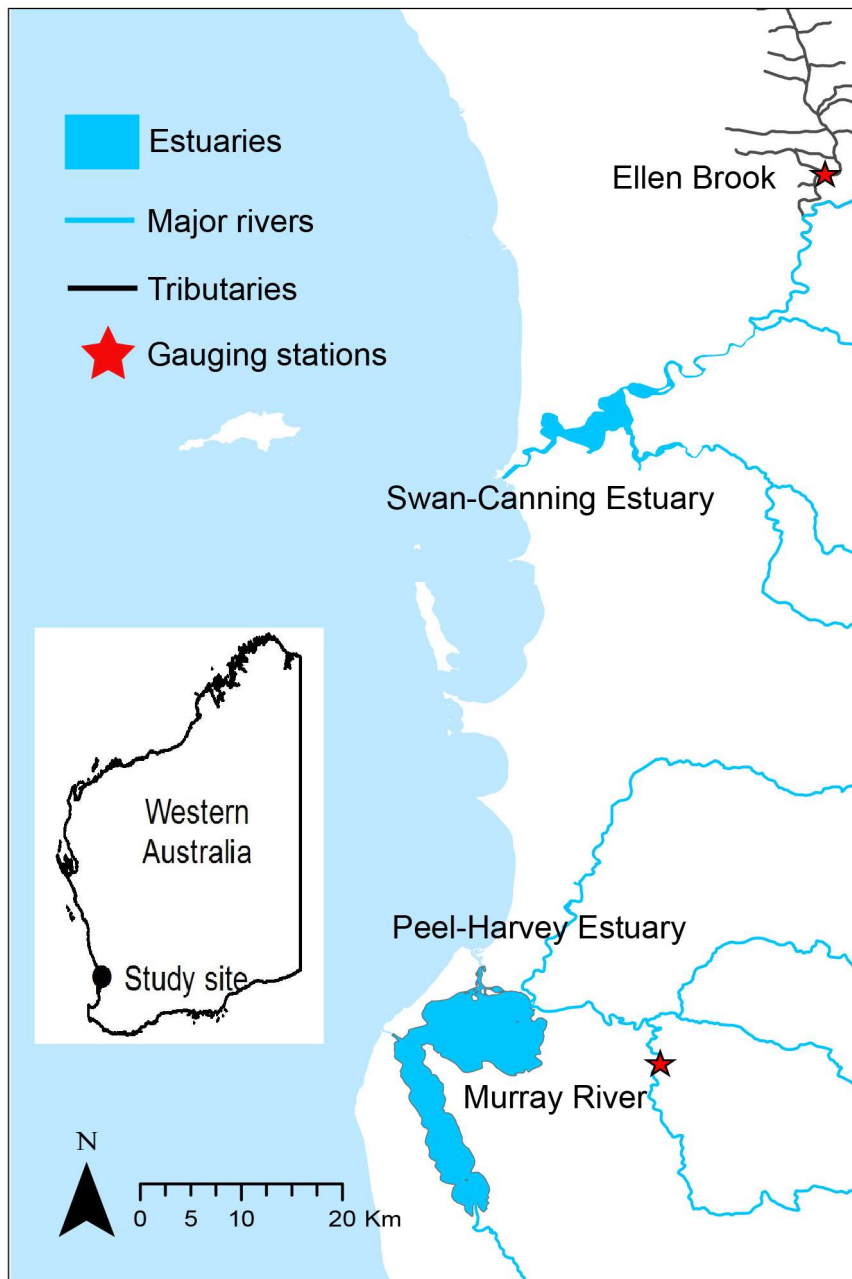 Estuaries
Major rivers
Tributaries
Gauging stations
Ellen Brook
Swan-Canning Estuary
Western
Australia
Study site
Peel-Harvey Estuary
Murray River
N
0 5 10 20 Km